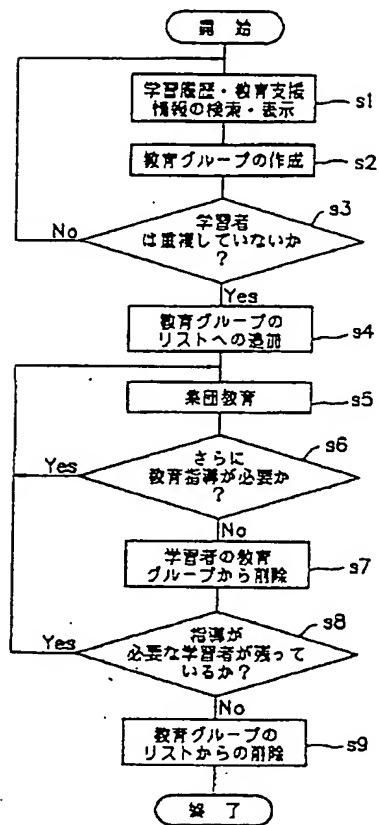 開始
学習履歴・教育支援
情報の検索・表示
s1
教育グループの作成
s2
学習者
は重複していないか
？
s3
No
Yes
教育グループの
リストへの追加
s4
集団教育
s5
さらに
教育指導が必要か
？
s6
Yes
No
学習者の教育
グループから削除
s7
指導が
必要な学習者が残って
いるか？
s8
Yes
No
教育グループの
リストからの削除
s9
終了